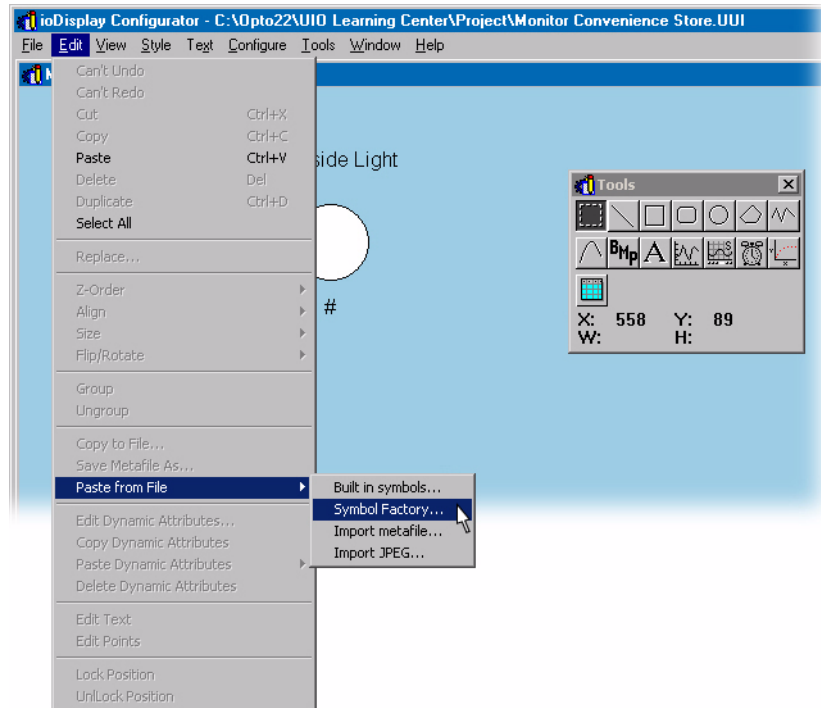 ioDisplay Configurator - C:\Opto22\UIO Learning Center\Project\Monitor Convenience Store.UUI
File Edit View Style Text Configure Tools Window Help
Can't Undo
Can't Redo
Cut Ctrl+X
Copy Ctrl+C
Paste Ctrl+V
Delete Del
Duplicate Ctrl+D
Select All
Replace...
Z-Order
Align
Size
Flip/Rotate
Group
Ungroup
Copy to File...
Save Metafile As...
Paste from File
Edit Dynamic Attributes...
Copy Dynamic Attributes
Paste Dynamic Attributes
Delete Dynamic Attributes
Edit Text
Edit Points
Lock Position
UnlLock Position
Built in symbols...
Symbol Factory...
Import metafile...
Import JPEG...
side Light
#
Tools
BMp A
X: 558 Y: 89
W: H: